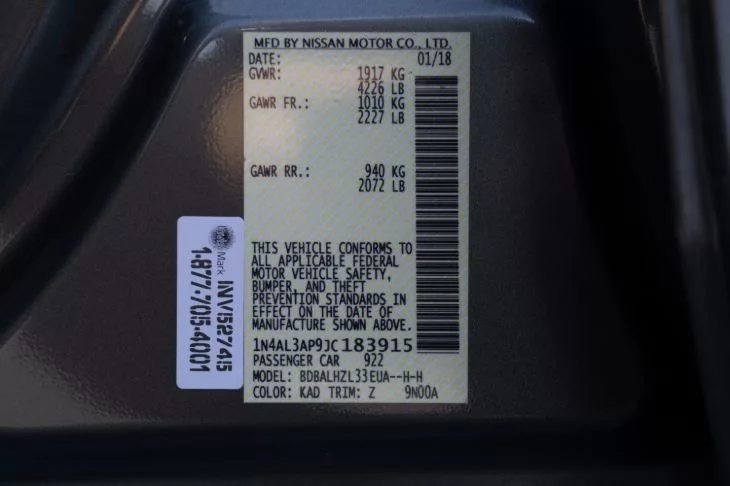 MFD BY NISSAN MOTOR CO., LTD.
DATE: 01/18
GVWR: 1917 KG
4226 LB
GAWR FR.: 1010 KG
2227 LB
GAWR RR.: 940 KG
2072 LB
THIS VEHICLE CONFORMS TO
ALL APPLICABLE FEDERAL
MOTOR VEHICLE SAFETY,
BUMPER, AND THEFT
PREVENTION STANDARDS IN
EFFECT ON THE DATE OF
MANUFACTURE SHOWN ABOVE.
1N4AL3AP9JC183915
PASSENGER CAR 922
MODEL: BDBALHZL33EUA--H-H
COLOR: KAD TRIM: Z 9N00A
Mark INV152745
1-877-705-4001